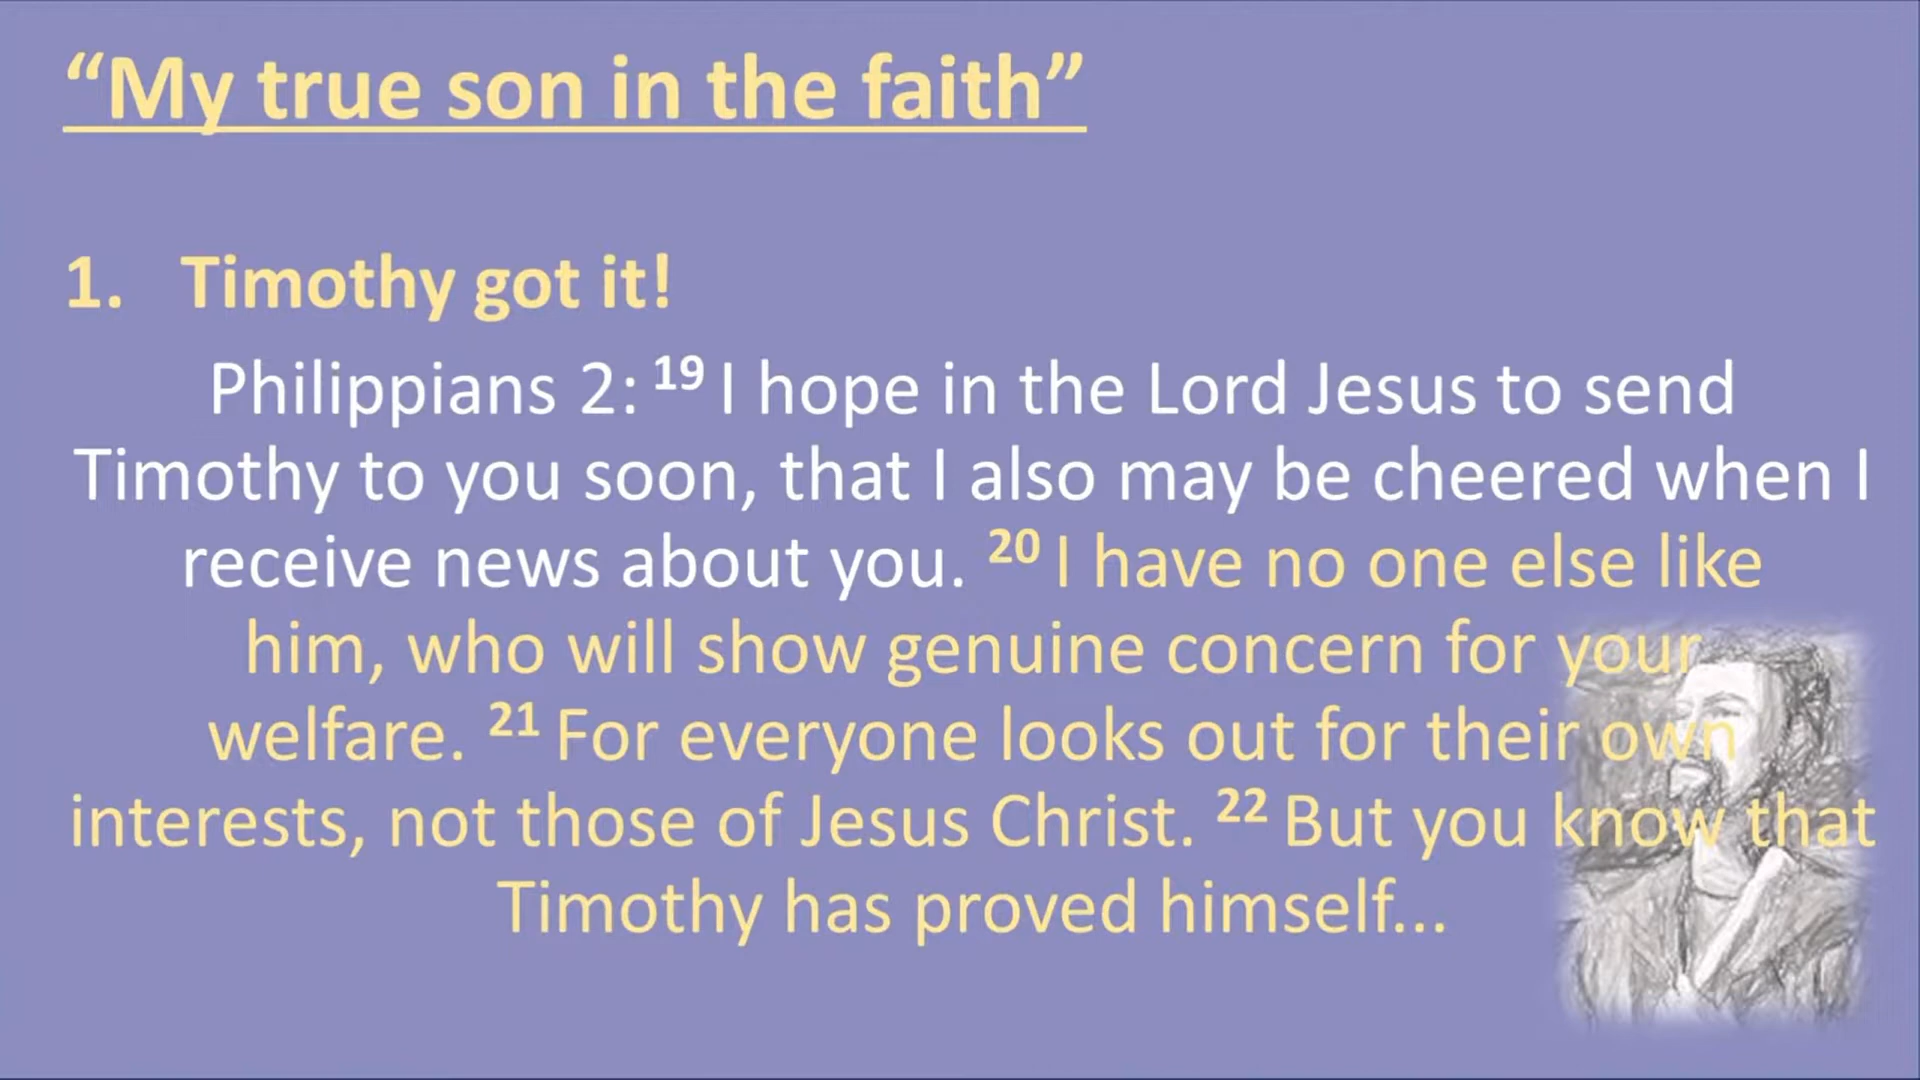 “My true son in the faith”
1. Timothy got it!
Philippians 2: 19 I hope in the Lord Jesus to send
Timothy to you soon, that I also may be cheered when I
receive news about you. 20 I have no one else like
him, who will show genuine concern for your
welfare. 21 For everyone looks out for their own
interests, not those of Jesus Christ. 22 But you know that
Timothy has proved himself...